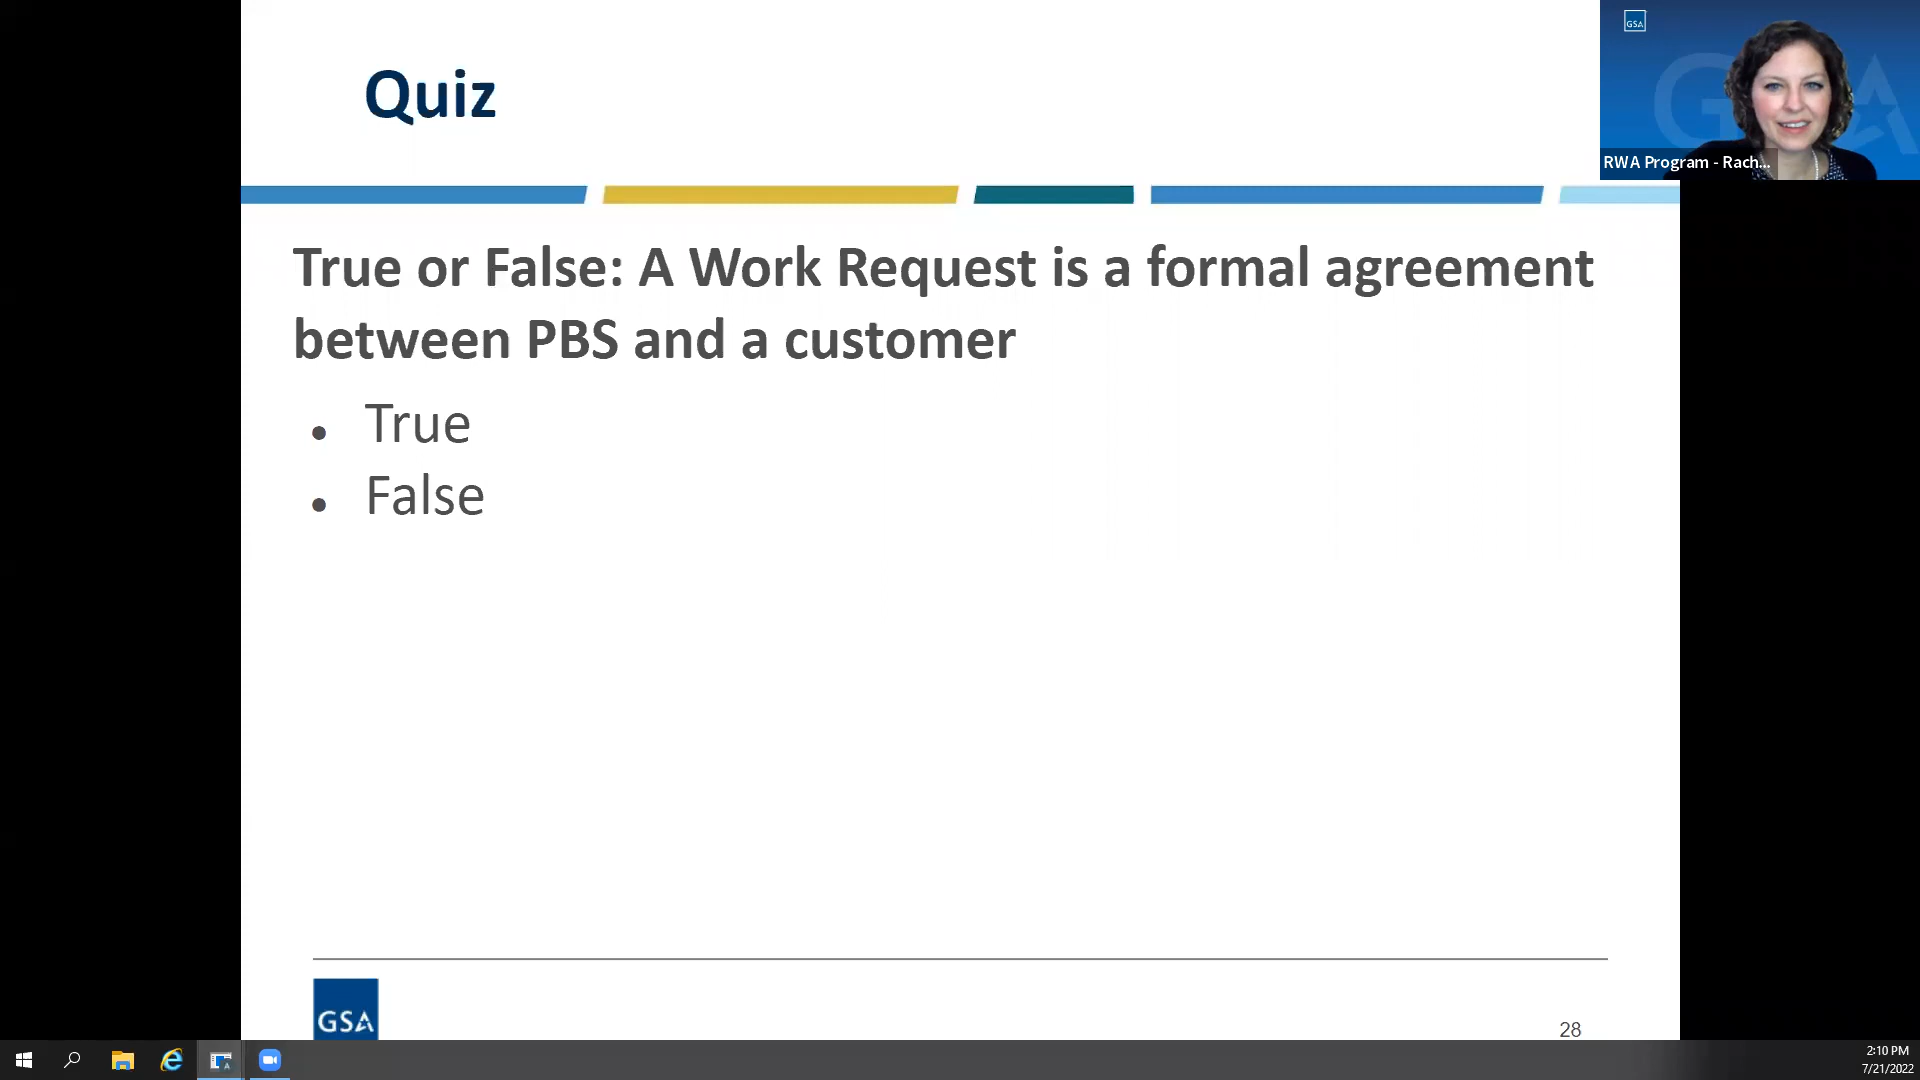 Quiz
GSA
RWA Program - Rach...
True or False: A Work Request is a formal agreement
between PBS and a customer
• True
• False
GSA
28
2:10 PM
7/21/2022